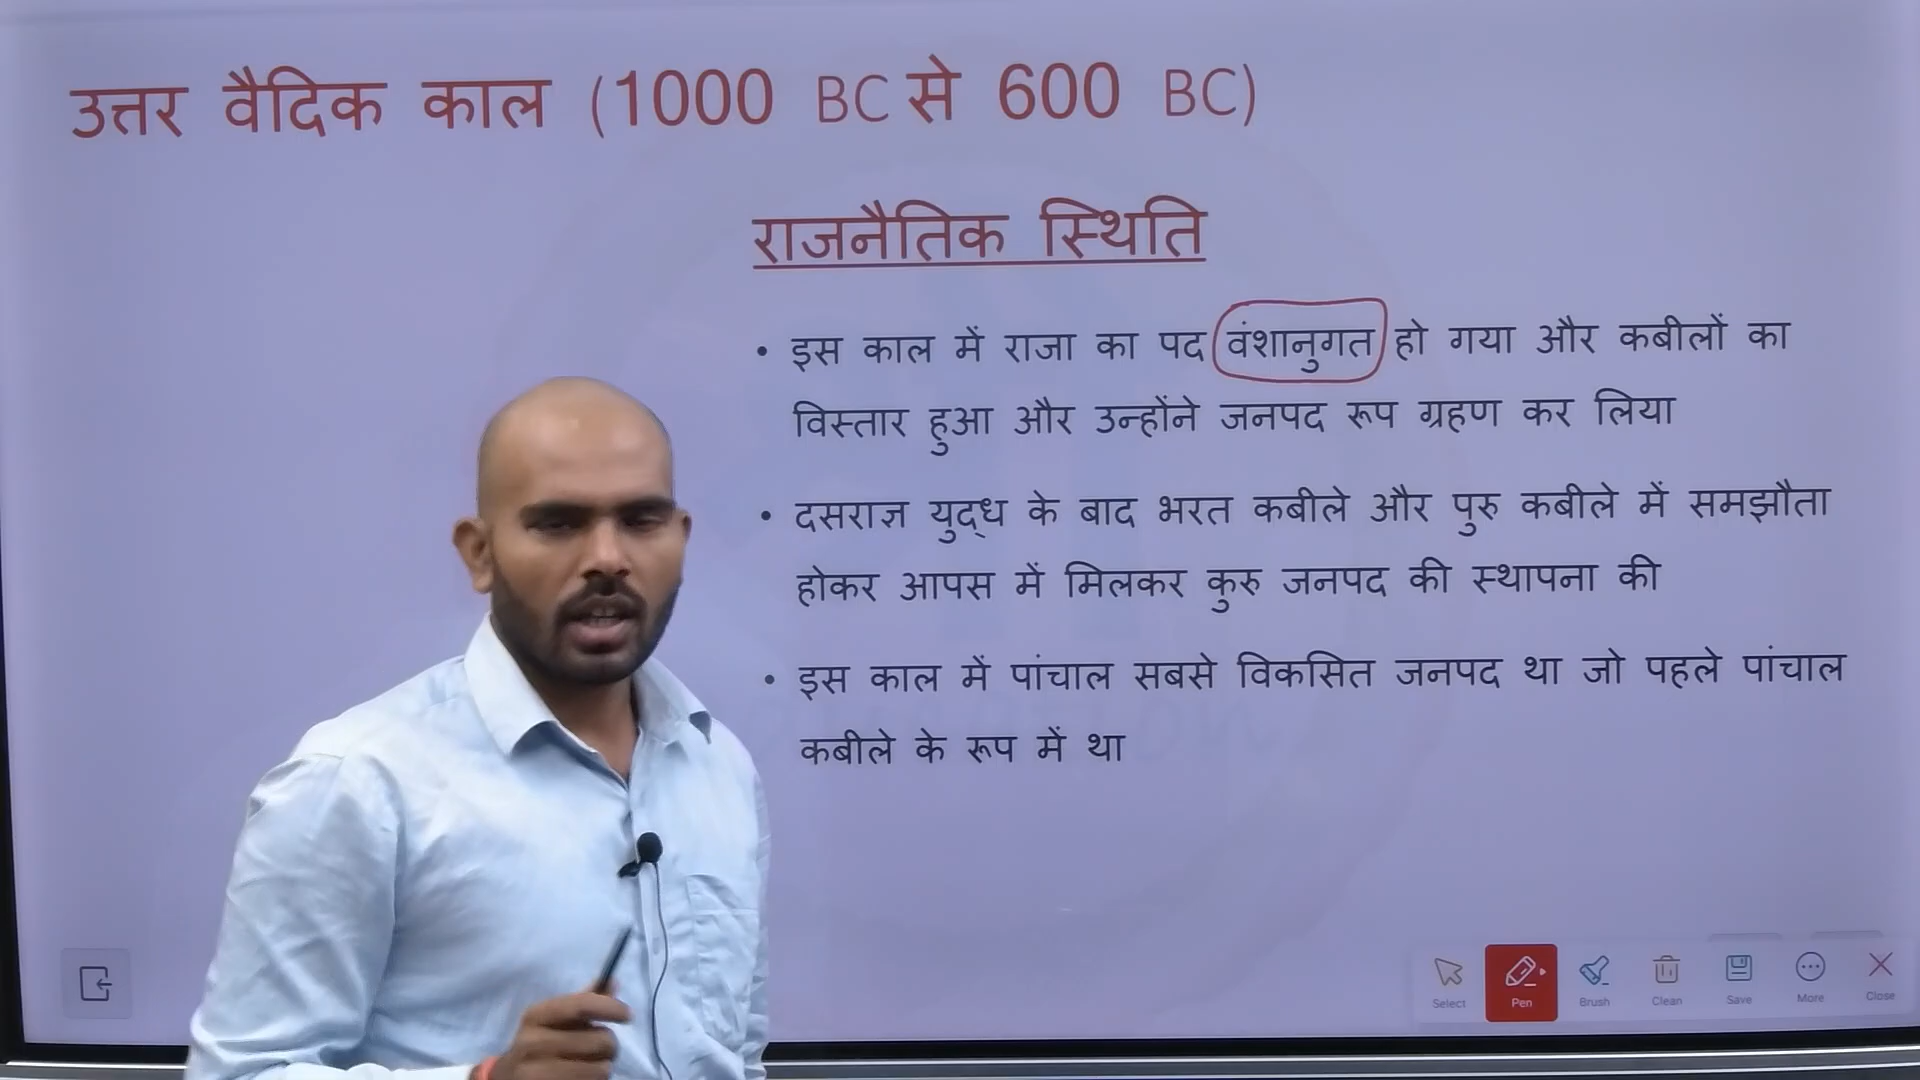 उत्तर वैदिक काल (1000 BC से 600 BC)
राजनैतिक स्थिति
• इस काल में राजा का पद वंशानुगत हो गया और कबीलों का
विस्तार हुआ और उन्होंने जनपद रूप ग्रहण कर लिया
• दसराज्ञ युद्ध के बाद भरत कबीले और पुरु कबीले में समझौता
होकर आपस में मिलकर कुरु जनपद की स्थापना की
• इस काल में पांचाल सबसे विकसित जनपद था जो पहले पांचाल
कबीले के रूप में था
Select Pen Brush Clean Save More Close